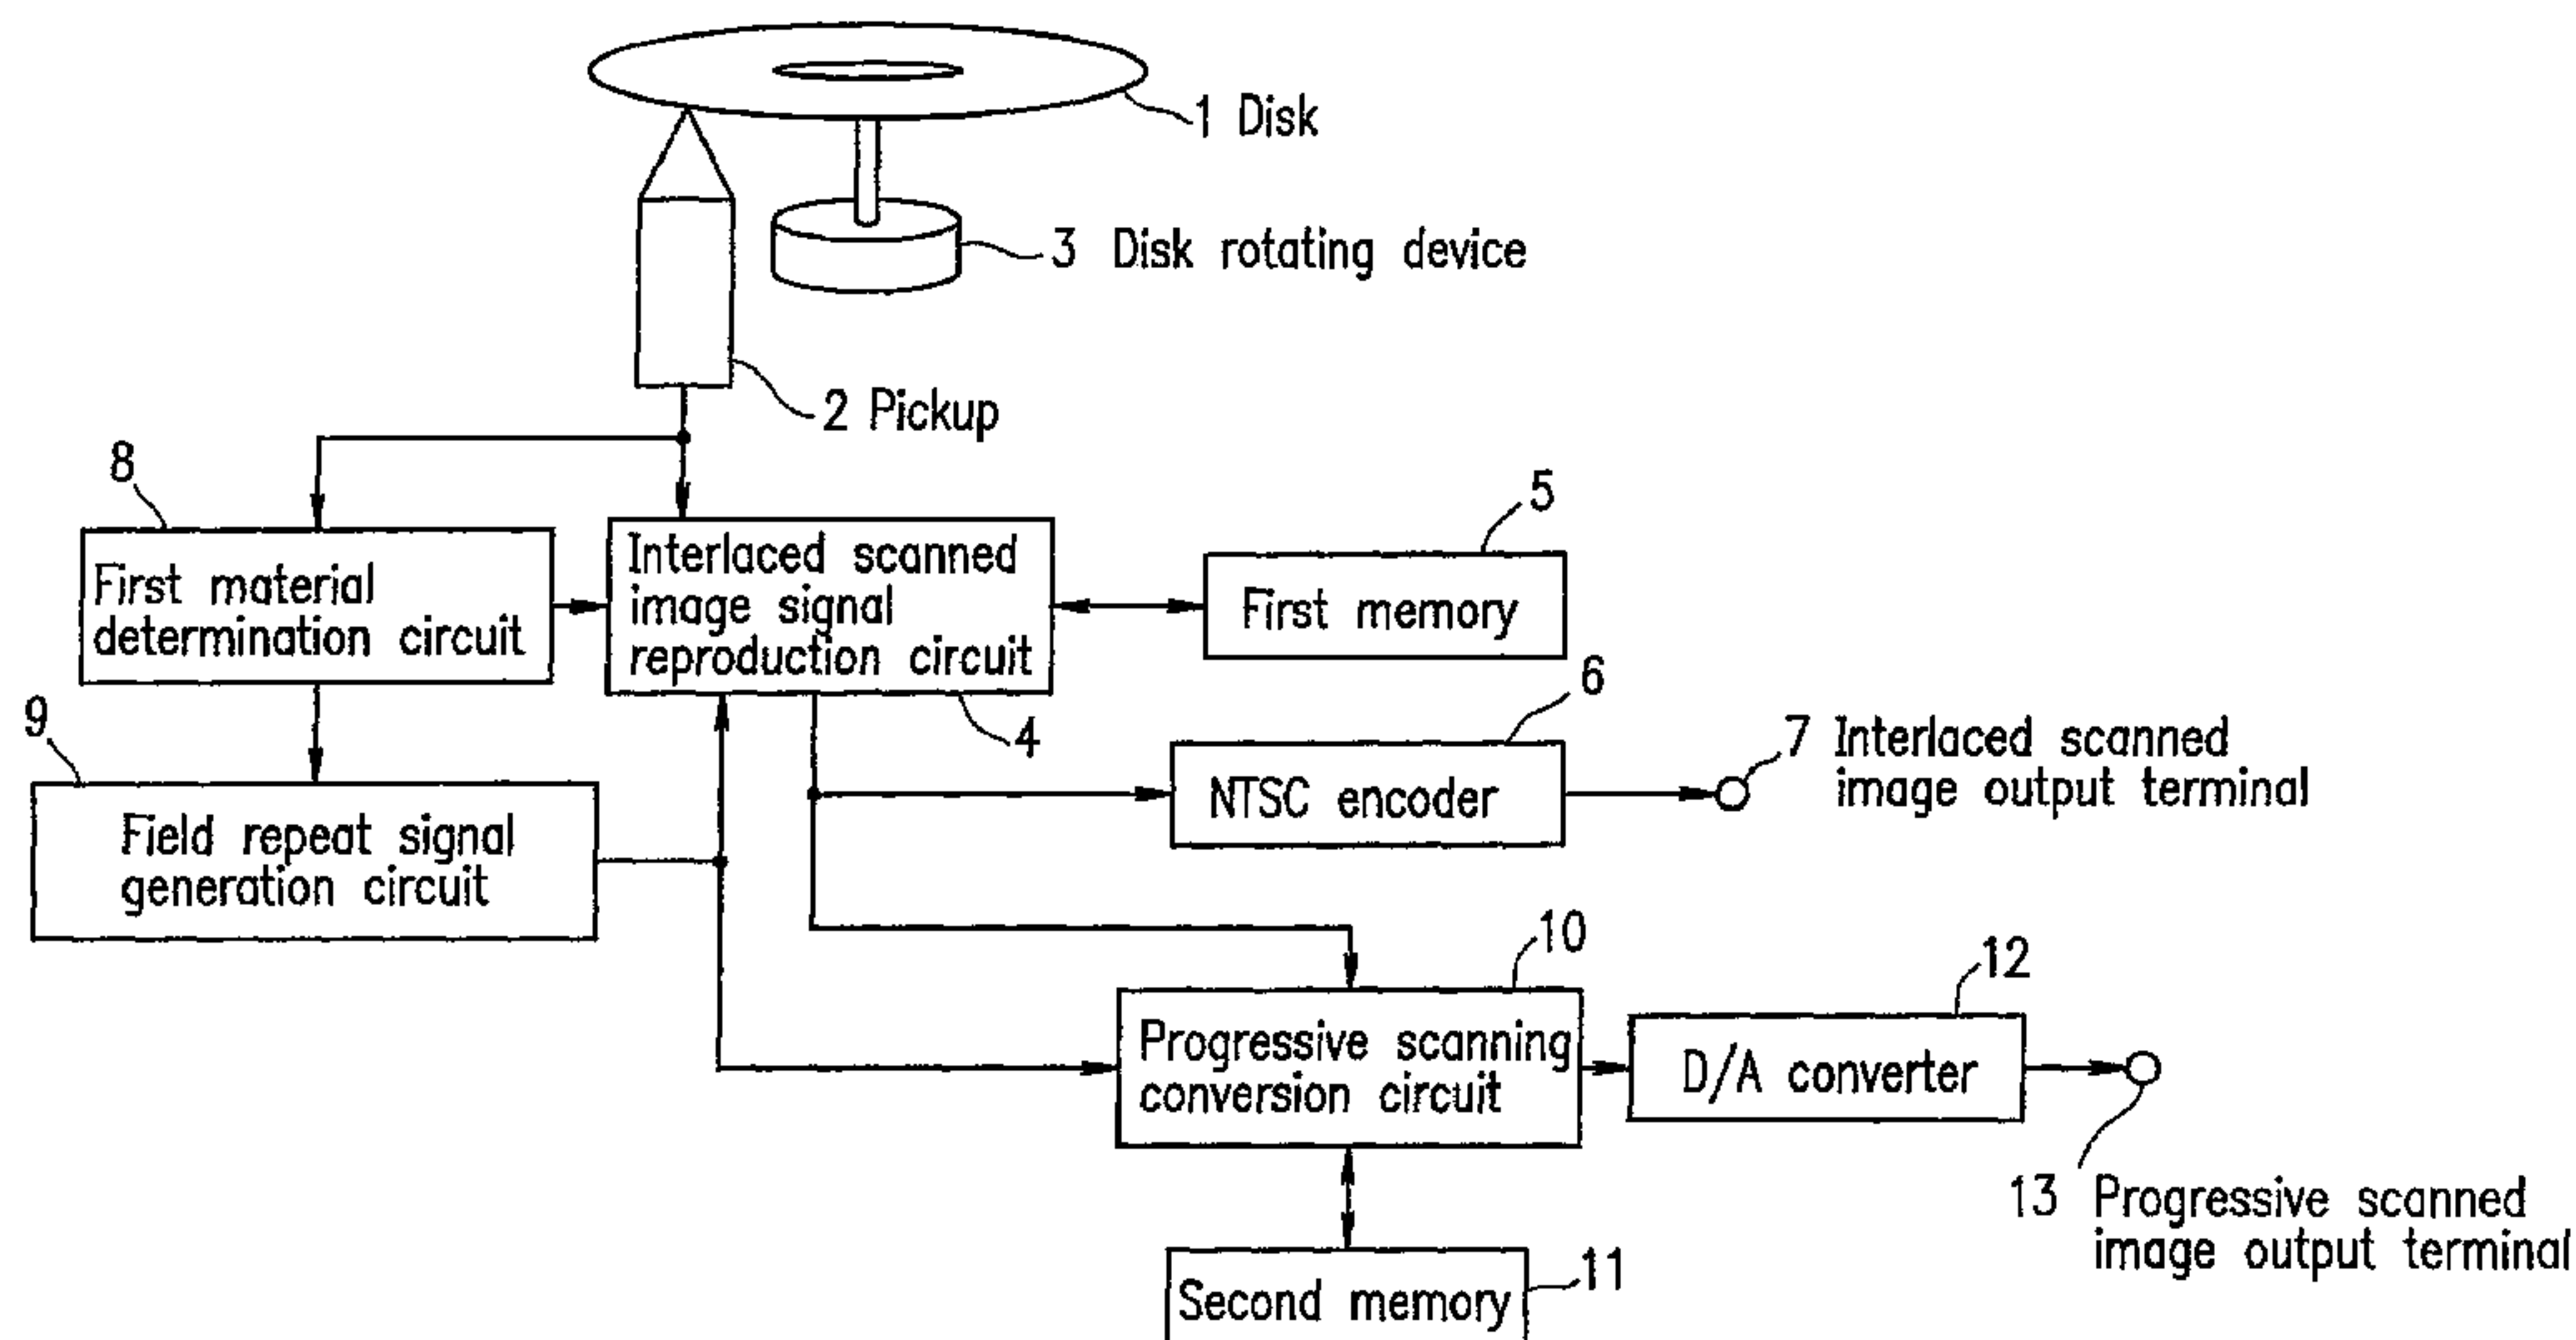 1 Disk
3 Disk rotating device
2 Pickup
8
First material
determination circuit
Interlaced scanned
image signal
reproduction circuit
4
5
First memory
9
Field repeat signal
generation circuit
6
NTSC encoder
7 Interlaced scanned
image output terminal
10
Progressive scanning
conversion circuit
12
D/A converter
13 Progressive scanned
image output terminal
11
Second memory